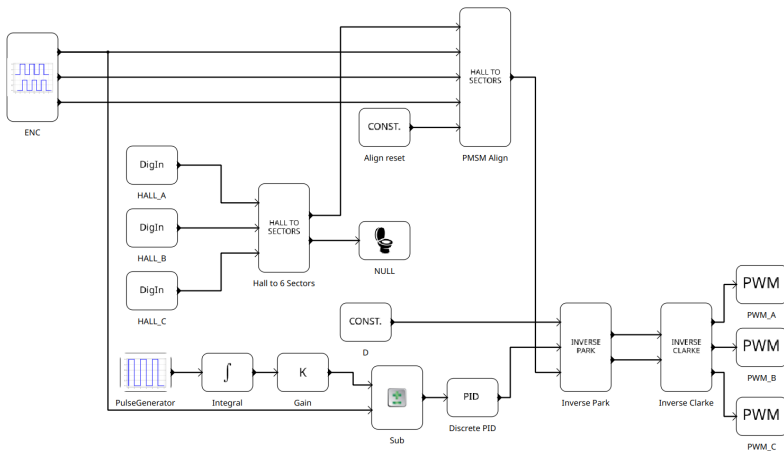 HALL TO
SECTORS
ENC
CONST.
Align reset
PMSM Align
DigIn
HALL_A
DigIn
HALL_B
HALL TO
SECTORS
NULL
Hall to 6 Sectors
DigIn
HALL_C
CONST.
D
PWM
PWM_A
INVERSE
PARK
INVERSE
CLARKE
PWM
PWM_B
∫
K
PulseGenerator
Integral
Gain
PID
Inverse Park
Inverse Clarke
Sub
Discrete PID
PWM
PWM_C